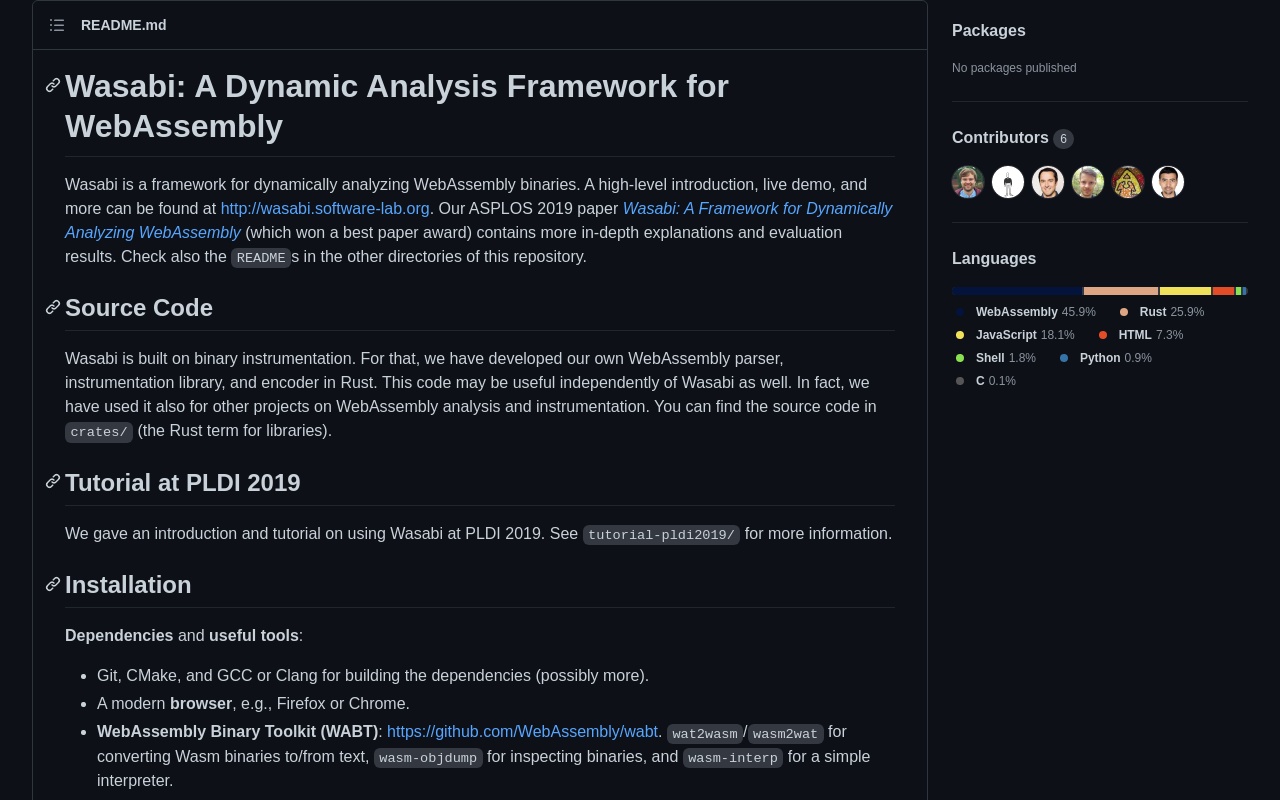 README.md
Wasabi: A Dynamic Analysis Framework for
WebAssembly
Wasabi is a framework for dynamically analyzing WebAssembly binaries. A high-level introduction, live demo, and
more can be found at http://wasabi.software-lab.org. Our ASPLOS 2019 paper Wasabi: A Framework for Dynamically
Analyzing WebAssembly (which won a best paper award) contains more in-depth explanations and evaluation
results. Check also the READMEs in the other directories of this repository.
Source Code
Wasabi is built on binary instrumentation. For that, we have developed our own WebAssembly parser,
instrumentation library, and encoder in Rust. This code may be useful independently of Wasabi as well. In fact, we
have used it also for other projects on WebAssembly analysis and instrumentation. You can find the source code in
crates/ (the Rust term for libraries).
Tutorial at PLDI 2019
We gave an introduction and tutorial on using Wasabi at PLDI 2019. See tutorial-pldi2019/ for more information.
Installation
Dependencies and useful tools:
• Git, CMake, and GCC or Clang for building the dependencies (possibly more).
• A modern browser, e.g., Firefox or Chrome.
• WebAssembly Binary Toolkit (WABT): https://github.com/WebAssembly/wabt. wat2wasm/wasm2wat for
converting Wasm binaries to/from text, wasm-objdump for inspecting binaries, and wasm-interp for a simple
interpreter.
Packages
No packages published
Contributors 6
Languages
WebAssembly 45.9% Rust 25.9%
JavaScript 18.1% HTML 7.3%
Shell 1.8% Python 0.9%
C 0.1%